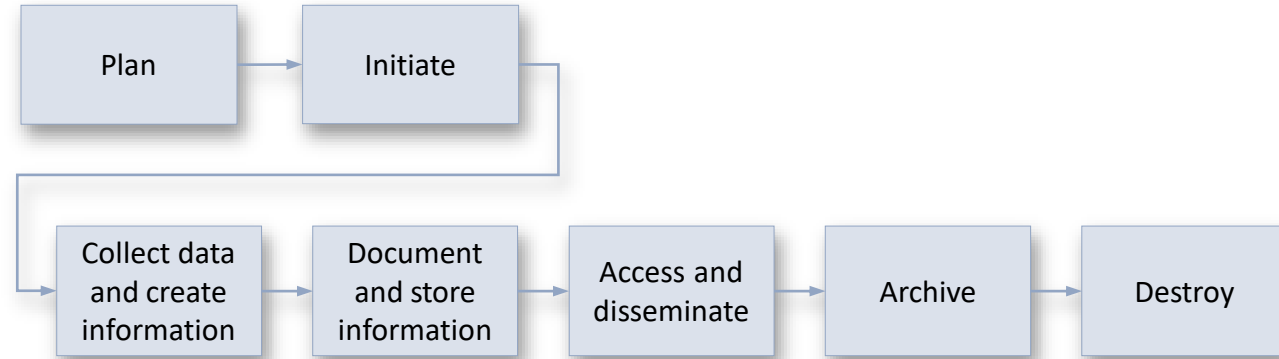 Plan
Initiate
Collect data
and create
information
Document
and store
information
Access and
disseminate
Archive
Destroy